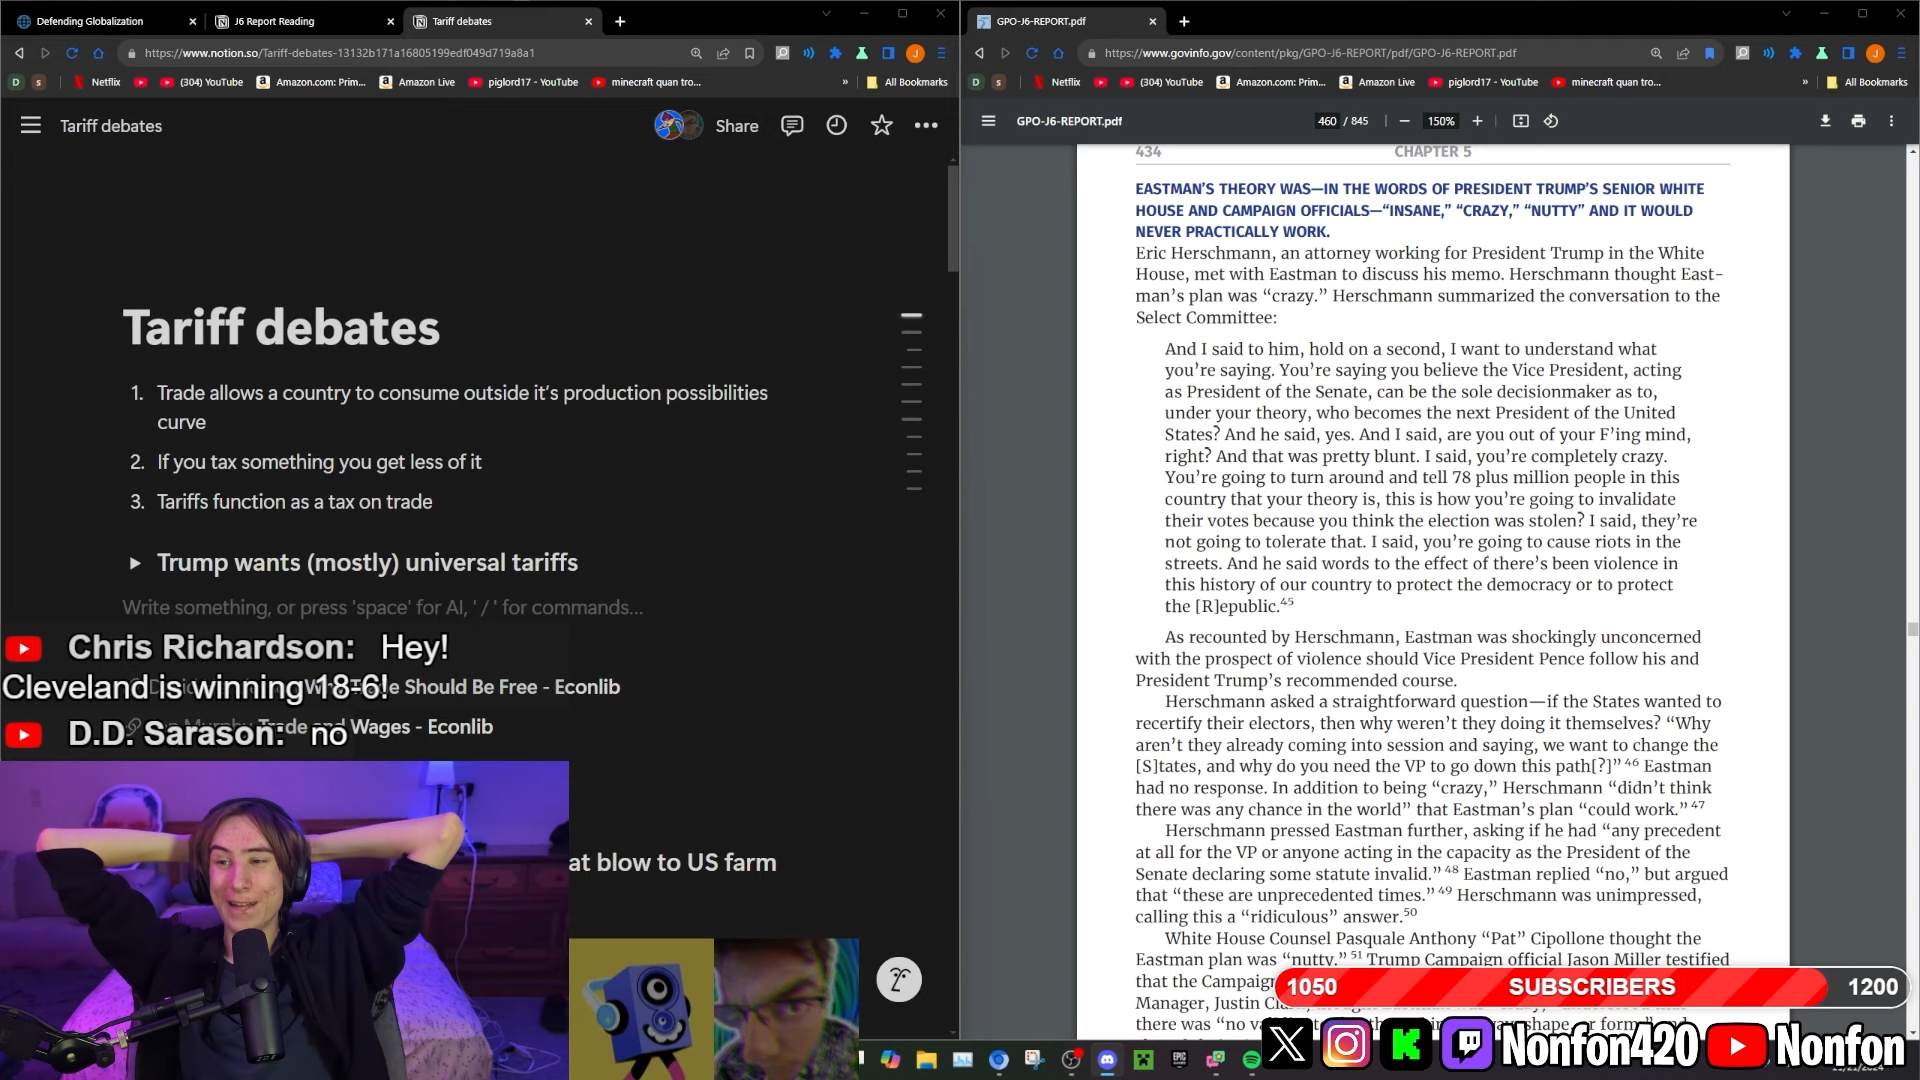 Defending Globalization
J6 Report Reading
Tariff debates
https://www.notion.so/Tariff-debates-13132b171a16805199edf049d719a8a1
Netflix
(304) YouTube
Amazon.com: Prim...
Amazon Live
piglord17 - YouTube
minecraft quan tro...
» All Bookmarks
Tariff debates
Share
Tariff debates
1. Trade allows a country to consume outside it's production possibilities
curve
2. If you tax something you get less of it
3. Tariffs function as a tax on trade
Trump wants (mostly) universal tariffs
Write something, or press 'space' for AI, '/' for commands...
Chris Richardson: Hey!
Cleveland is winning 18-6!
Should Be Free - Econlib
D.D. Sarason: no
Wages - Econlib
at blow to US farm
GPO-J6-REPORT.pdf
https://www.govinfo.gov/content/pkg/GPO-J6-REPORT/pdf/GPO-J6-REPORT.pdf
Netflix
(304) YouTube
Amazon.com: Prim...
Amazon Live
piglord17 - YouTube
minecraft quan tro...
» All Bookmarks
GPO-J6-REPORT.pdf
460 / 845
150%
434
CHAPTER 5
EASTMAN'S THEORY WAS—IN THE WORDS OF PRESIDENT TRUMP'S SENIOR WHITE
HOUSE AND CAMPAIGN OFFICIALS—“INSANE,” “CRAZY,” “NUTTY” AND IT WOULD
NEVER PRACTICALLY WORK.
Eric Herschmann, an attorney working for President Trump in the White
House, met with Eastman to discuss his memo. Herschmann thought East-
man's plan was “crazy.” Herschmann summarized the conversation to the
Select Committee:
And I said to him, hold on a second, I want to understand what
you're saying. You're saying you believe the Vice President, acting
as President of the Senate, can be the sole decisionmaker as to,
under your theory, who becomes the next President of the United
States? And he said, yes. And I said, are you out of your F'ing mind,
right? And that was pretty blunt. I said, you're completely crazy.
You're going to turn around and tell 78 plus million people in this
country that your theory is, this is how you're going to invalidate
their votes because you think the election was stolen? I said, they're
not going to tolerate that. I said, you're going to cause riots in the
streets. And he said words to the effect of there's been violence in
this history of our country to protect the democracy or to protect
the [R]epublic.45
As recounted by Herschmann, Eastman was shockingly unconcerned
with the prospect of violence should Vice President Pence follow his and
President Trump's recommended course.
Herschmann asked a straightforward question—if the States wanted to
recertify their electors, then why weren't they doing it themselves? “Why
aren't they already coming into session and saying, we want to change the
[S]tates, and why do you need the VP to go down this path[?]” 46 Eastman
had no response. In addition to being “crazy,” Herschmann “didn't think
there was any chance in the world” that Eastman's plan “could work.” 47
Herschmann pressed Eastman further, asking if he had “any precedent
at all for the VP or anyone acting in the capacity as the President of the
Senate declaring some statute invalid.” 48 Eastman replied “no,” but argued
that “these are unprecedented times.” 49 Herschmann was unimpressed,
calling this a “ridiculous” answer.50
White House Counsel Pasquale Anthony “Pat” Cipollone thought the
Eastman plan was “nutty.” 51 Trump Campaign official Jason Miller testified
that the Campaign
Manager, Justin
there was “no
1050
SUBSCRIBERS
1200
Nonfon420
Nonfon